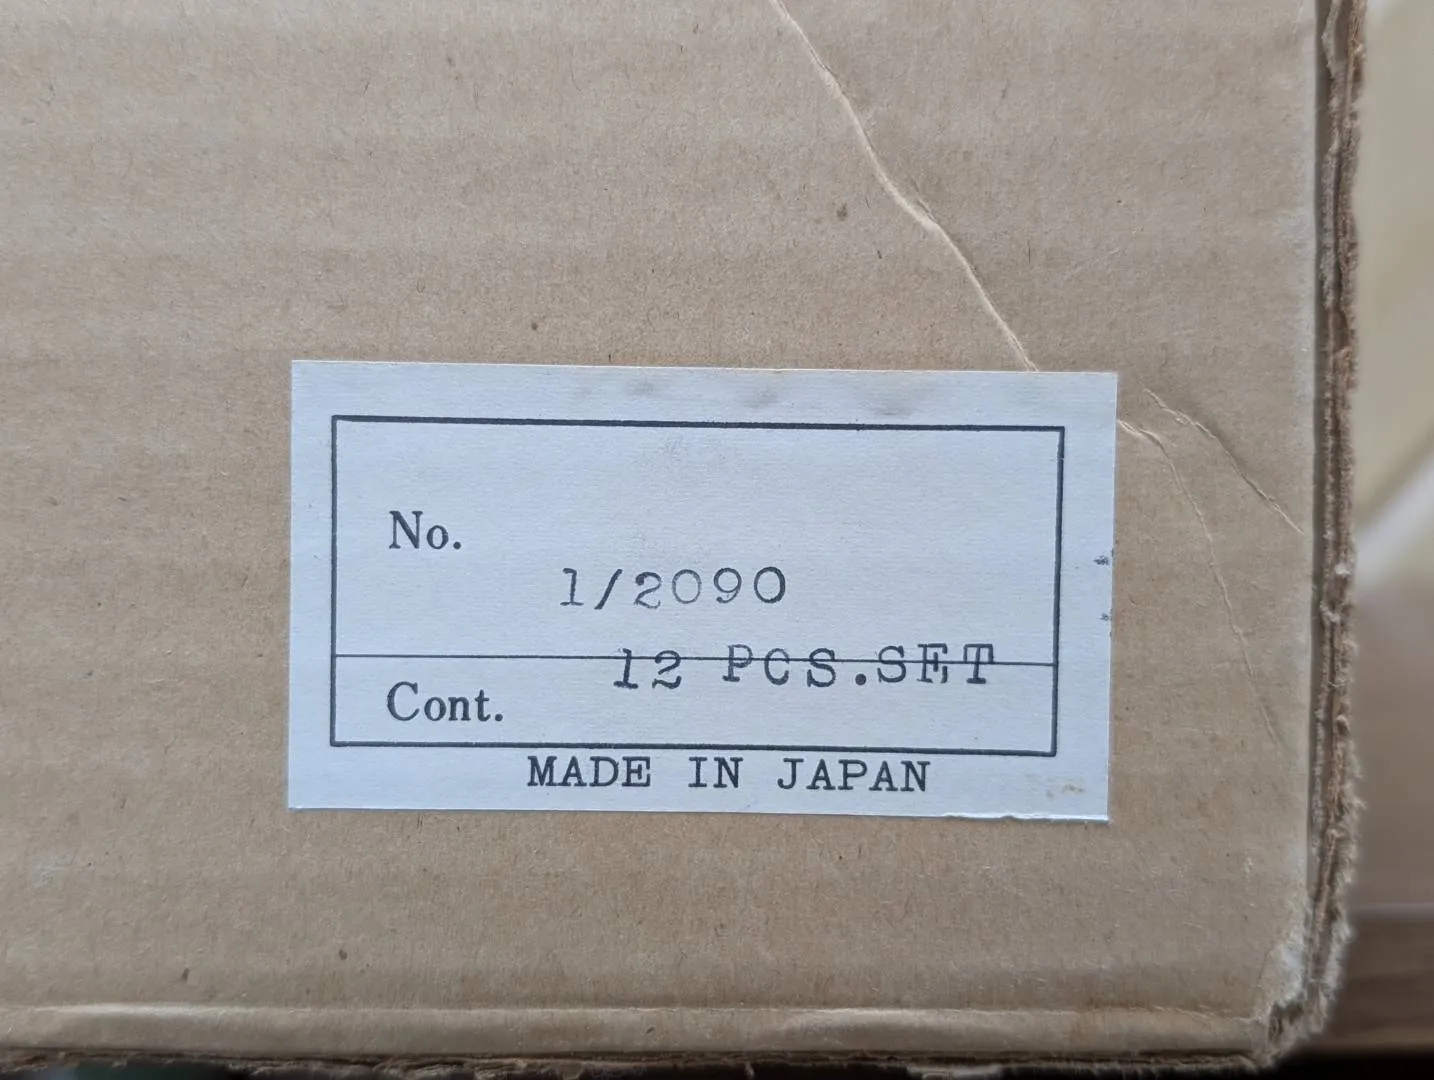 No.
1/2090
12 PCS.SET
Cont.
MADE IN JAPAN